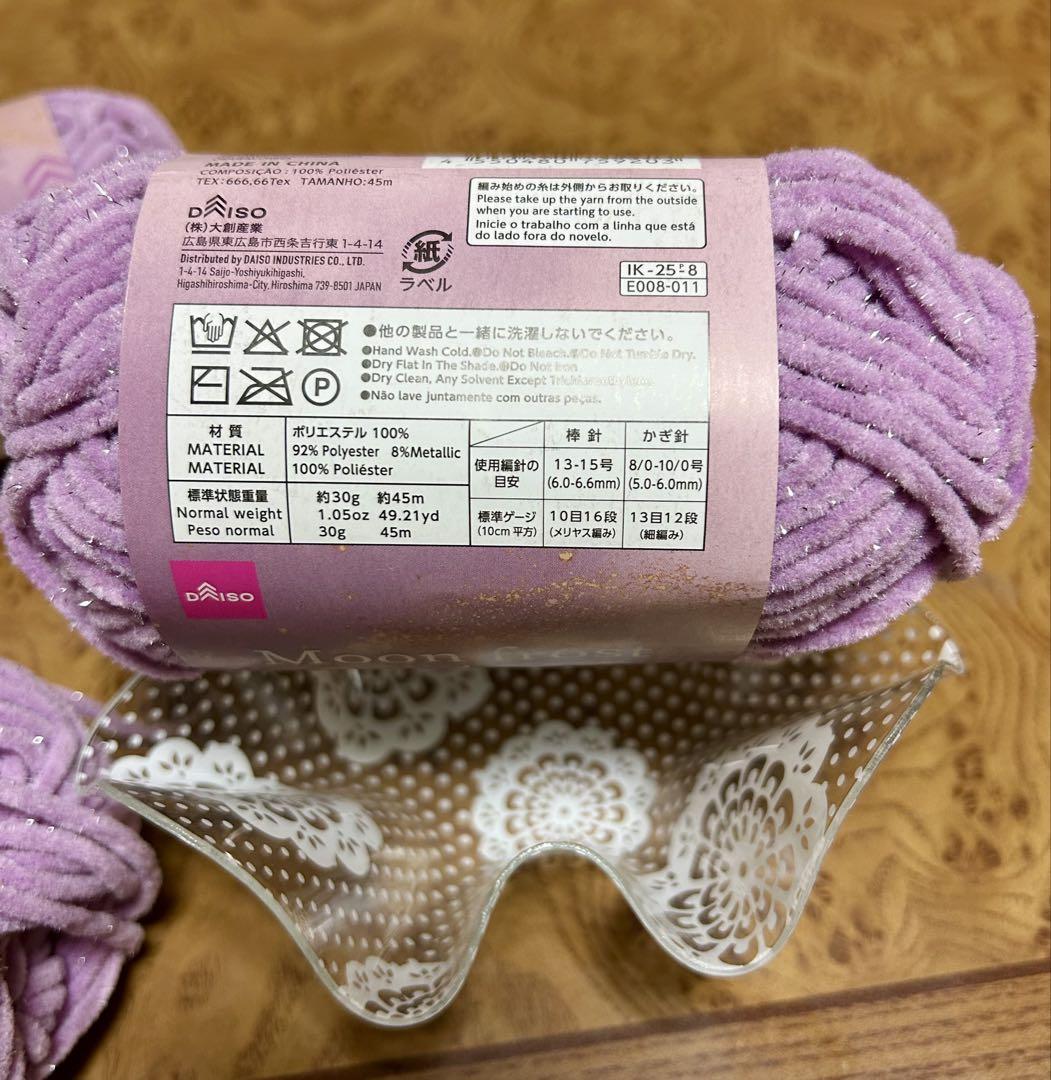 MADE IN CHINA
COMPOSIÇÃO: 100% Poliéster
TEX:666,66Tex TAMANHO:45m
4 550480 759203
DAISO
(株)大創産業
広島県東広島市西条吉行東1-4-14
Distributed by DAISO INDUSTRIES CO., LTD.
1-4-14 Saijo-Yoshiyukihigashi,
Higashihiroshima-City, Hiroshima 739-8501 JAPAN
紙
ラベル
編み始めの糸は外側からお取りください。
Please take up the yarn from the outside
when you are starting to use.
Inicie o trabalho com a linha que está
do lado fora do novelo.
IK-25P8
E008-011
P
●他の製品と一緒に洗濯しないでください。
●Hand Wash Cold.●Do Not Bleach.●Do Not Tumble Dry.
●Dry Flat In The Shade.●Do Not Iron
●Dry Clean, Any Solvent Except
●Não lave juntamente com outras peças.
材質 ポリエステル 100%
MATERIAL 92% Polyester 8%Metallic
MATERIAL 100% Poliéster
標準状態重量 約30g 約45m
Normal weight 1.05oz 49.21yd
Peso normal 30g 45m
棒針 かぎ針
使用編針の目安 13-15号 (6.0-6.6mm) 8/0-10/0号 (5.0-6.0mm)
標準ゲージ (10cm平方) 10目16段 (メリヤス編み) 13目12段 (細編み)
DAISO
Moon frost